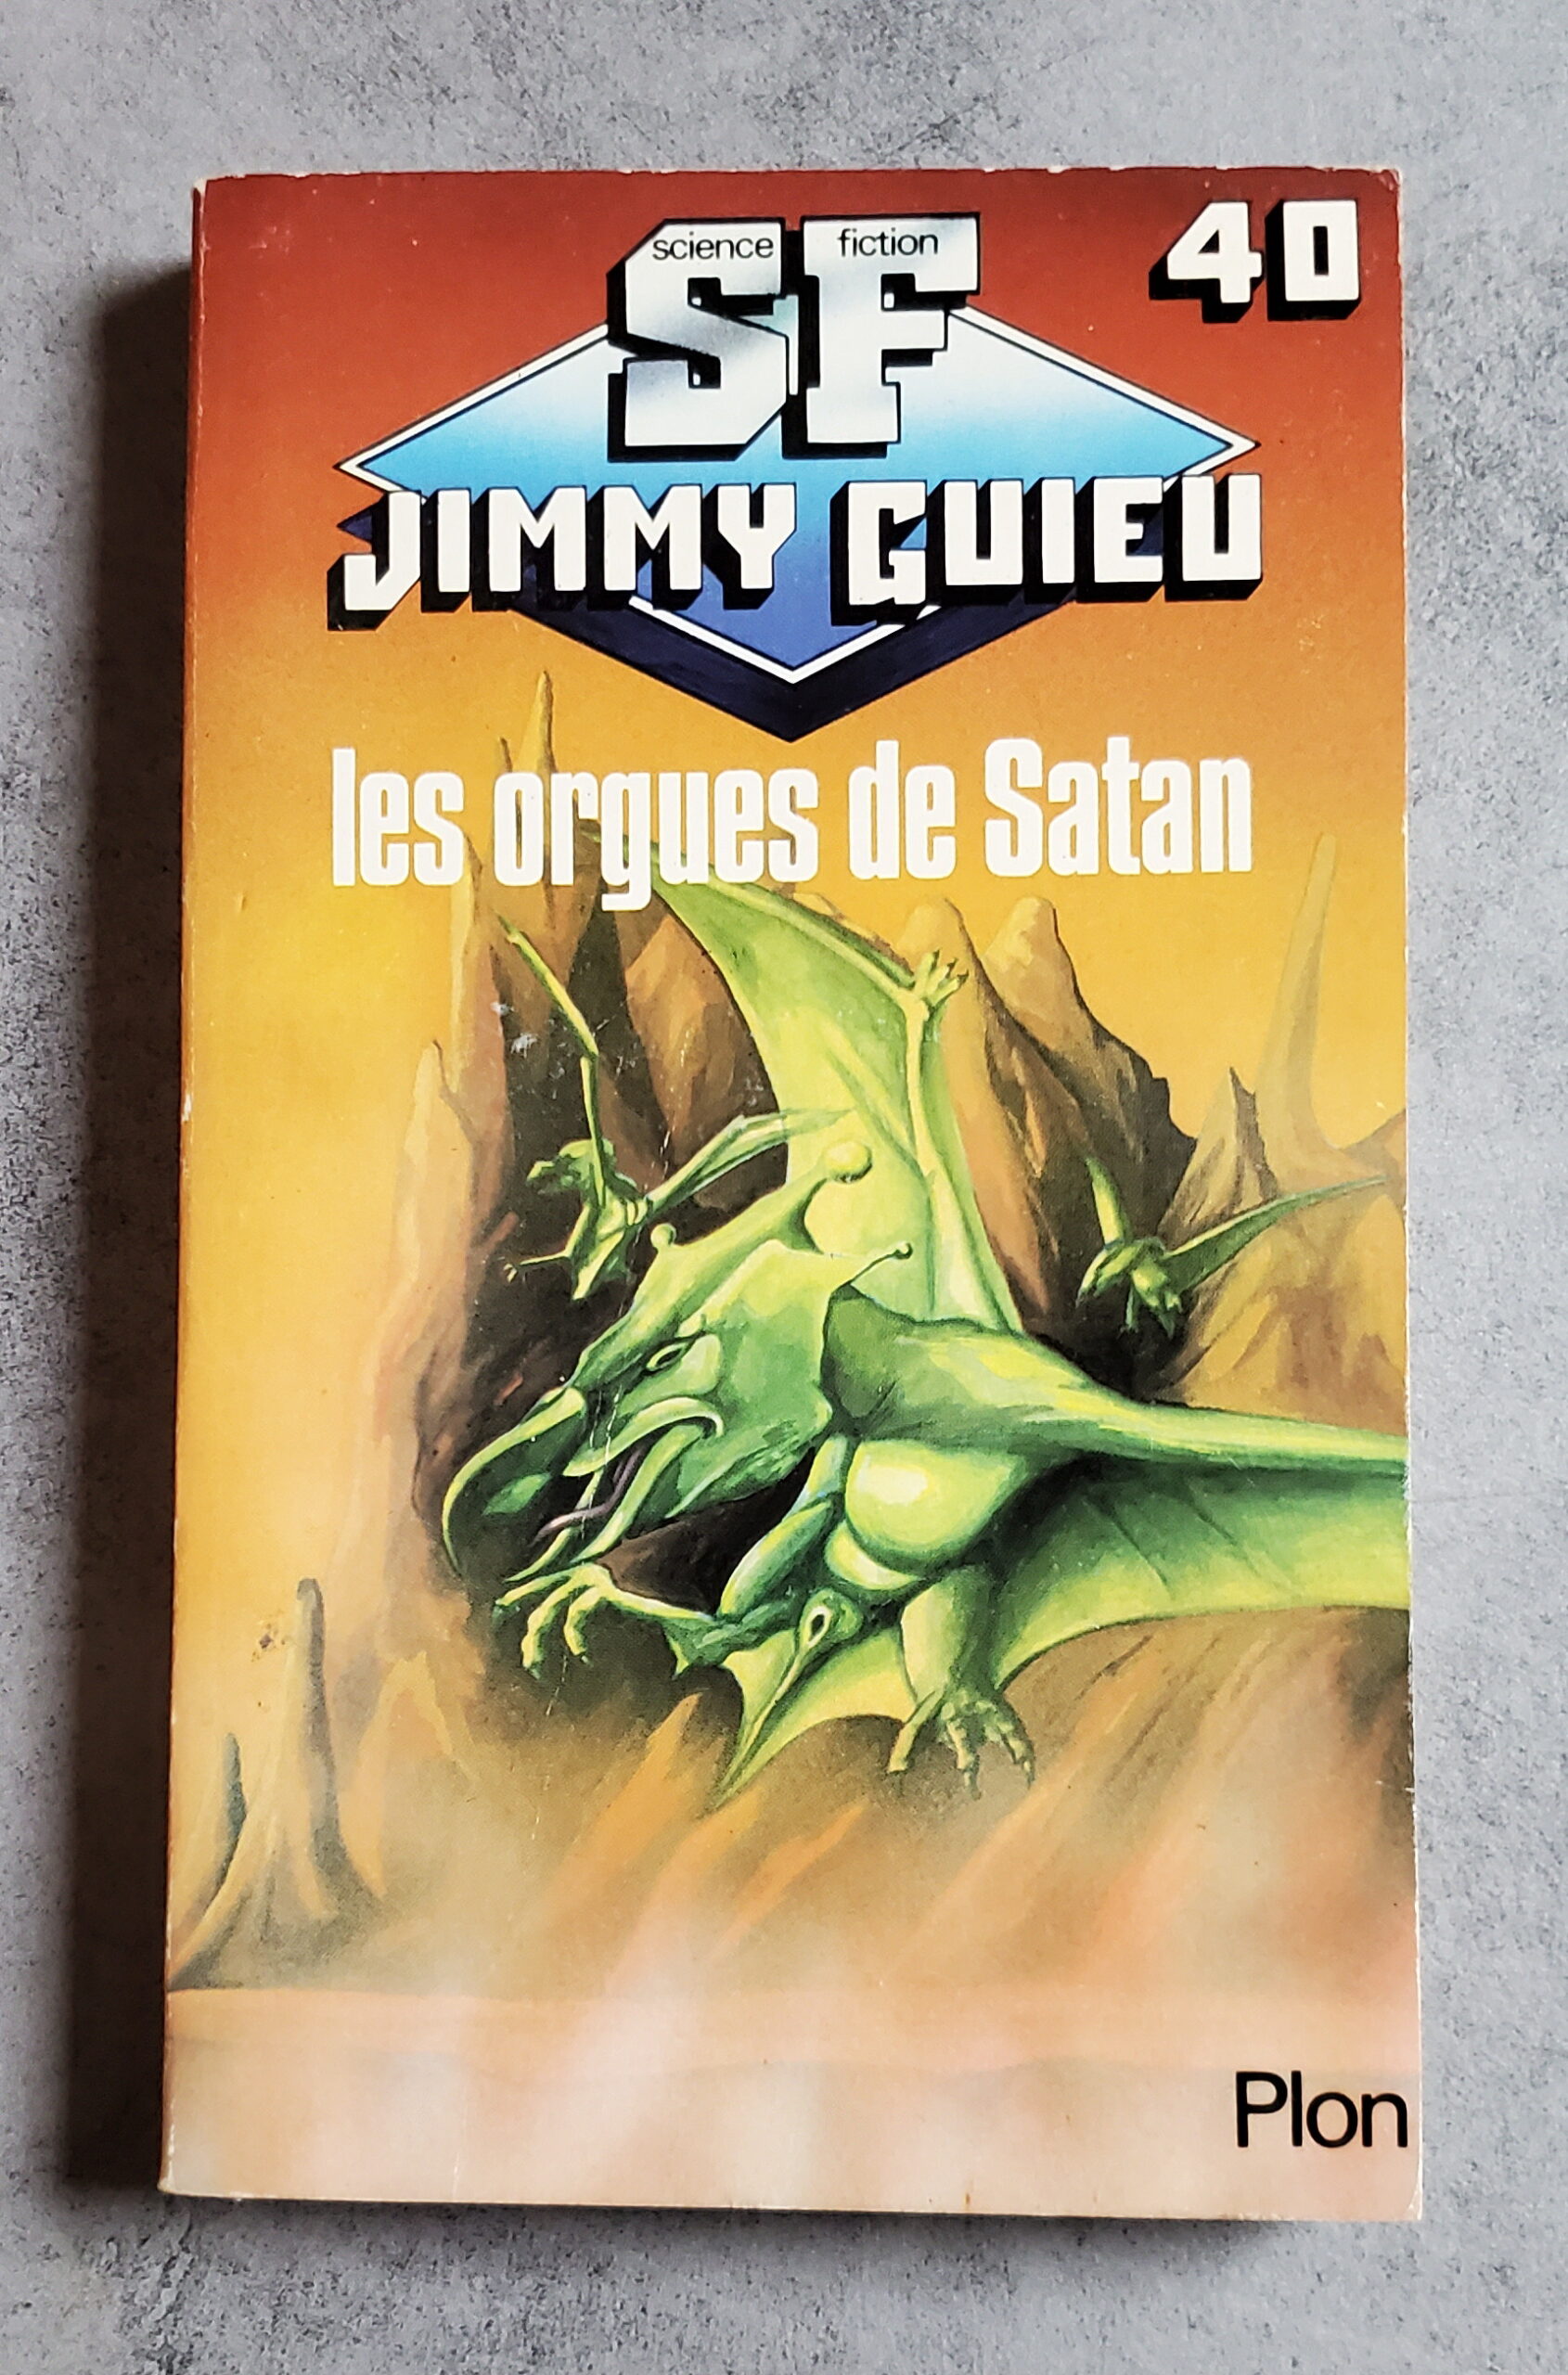 science fiction
SF
40
JIMMY GUIEU
les orgues de Satan
Plon